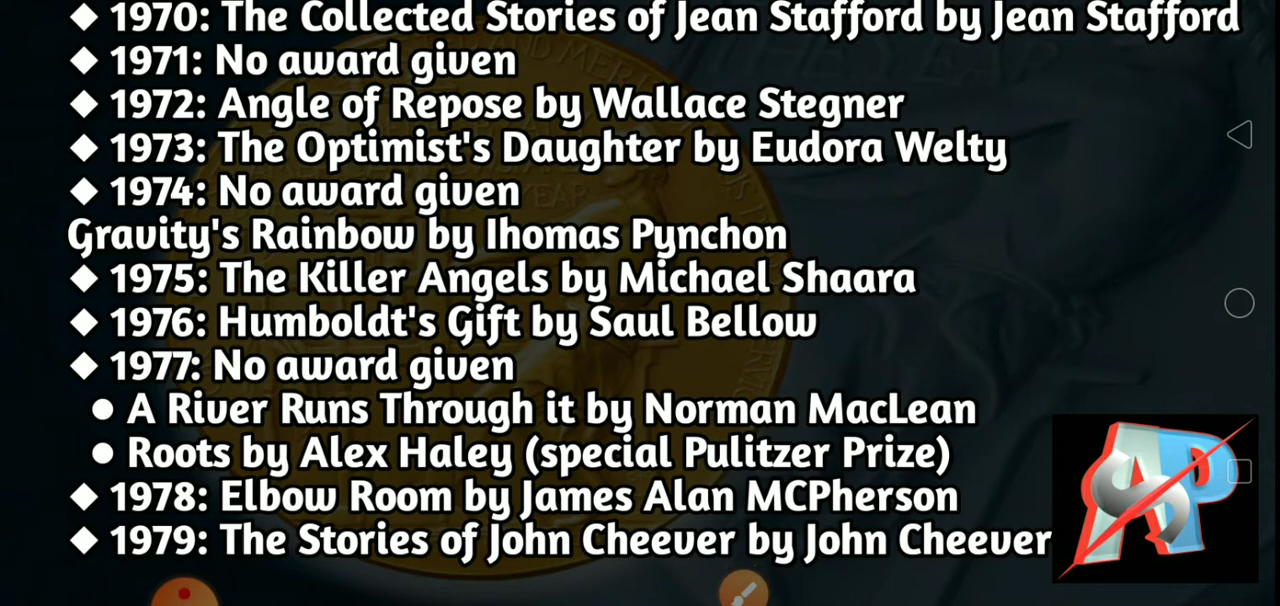 ◆ 1970: The Collected Stories of Jean Stafford by Jean Stafford
◆ 1971: No award given
◆ 1972: Angle of Repose by Wallace Stegner
◆ 1973: The Optimist's Daughter by Eudora Welty
◆ 1974: No award given
Gravity's Rainbow by Ihomas Pynchon
◆ 1975: The Killer Angels by Michael Shaara
◆ 1976: Humboldt's Gift by Saul Bellow
◆ 1977: No award given
● A River Runs Through it by Norman MacLean
● Roots by Alex Haley (special Pulitzer Prize)
◆ 1978: Elbow Room by James Alan MCPherson
◆ 1979: The Stories of John Cheever by John Cheever
ASP